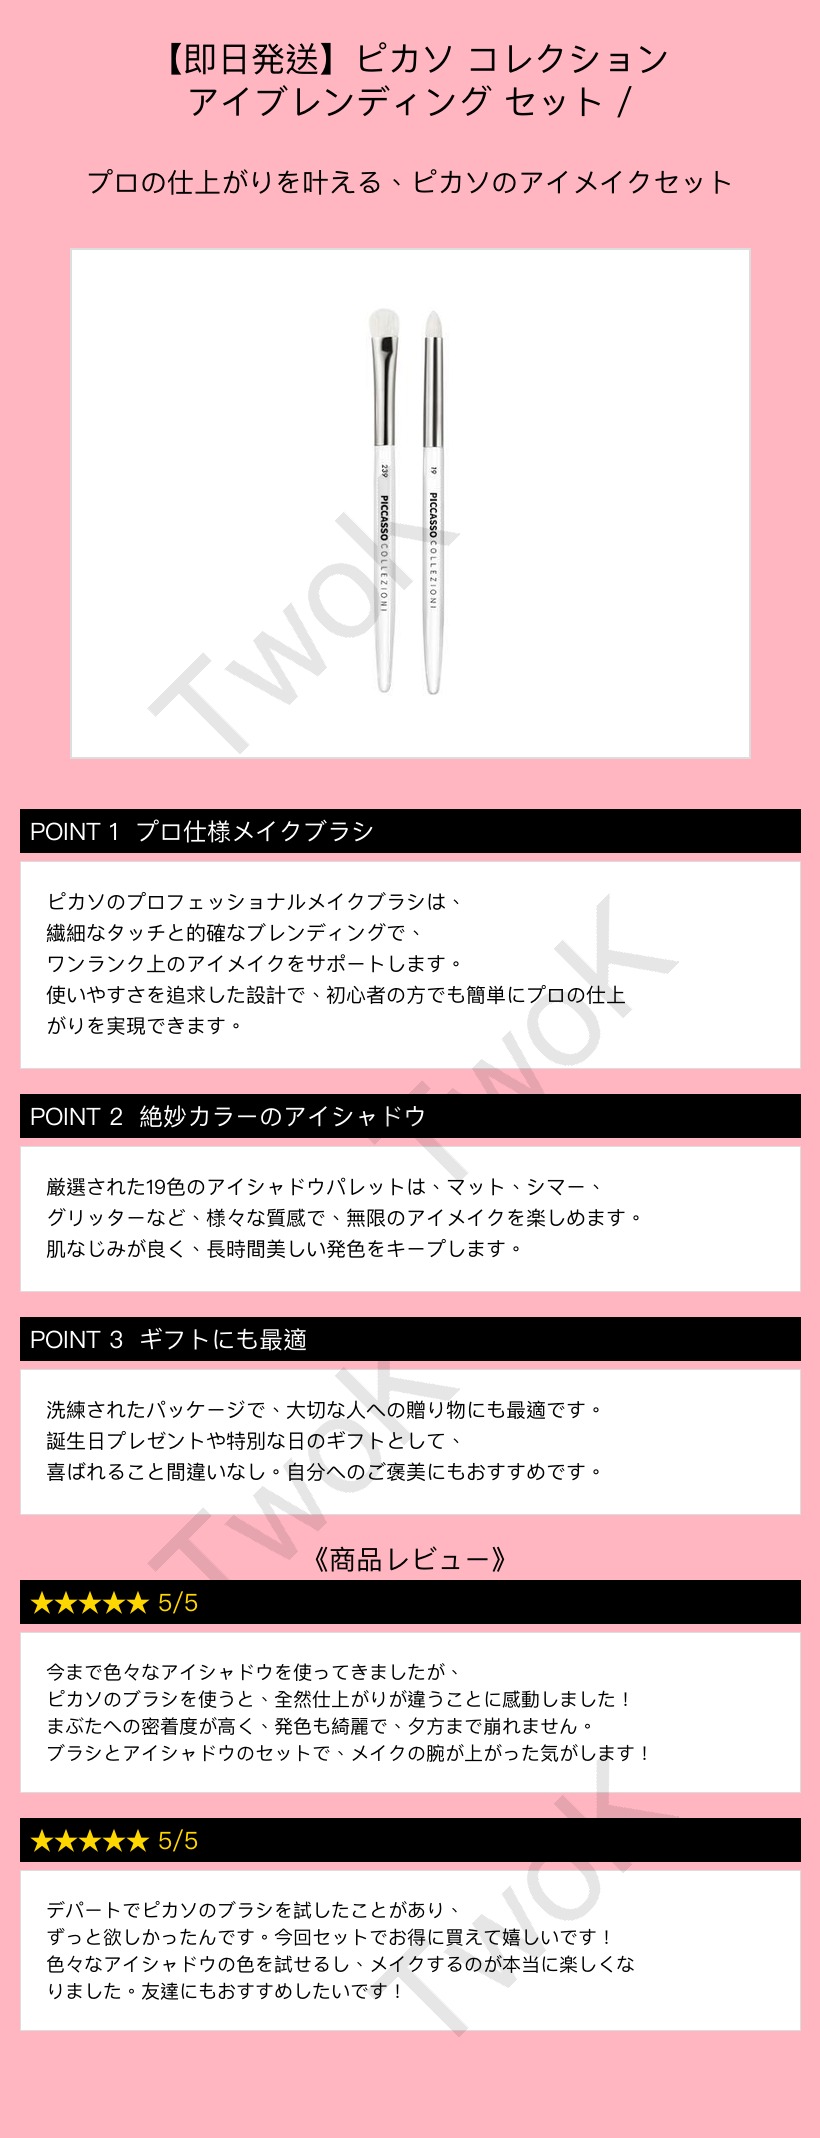 【即日発送】ピカソ コレクション
アイブレンディング セット /
プロの仕上がりを叶える、ピカソのアイメイクセット
239 PICCASSO COLLEZIONI
19 PICCASSO COLLEZIONI
Twok
POINT 1 プロ仕様メイクブラシ
ピカソのプロフェッショナルメイクブラシは、
繊細なタッチと的確なブレンディングで、
ワンランク上のアイメイクをサポートします。
使いやすさを追求した設計で、初心者の方でも簡単にプロの仕上
がりを実現できます。
Twok
POINT 2 絶妙カラーのアイシャドウ
厳選された19色のアイシャドウパレットは、マット、シマー、
グリッターなど、様々な質感で、無限のアイメイクを楽しめます。
肌なじみが良く、長時間美しい発色をキープします。
POINT 3 ギフトにも最適
洗練されたパッケージで、大切な人への贈り物にも最適です。
誕生日プレゼントや特別な日のギフトとして、
喜ばれること間違いなし。自分へのご褒美にもおすすめです。
Twok
《商品レビュー》
★★★★★ 5/5
今まで色々なアイシャドウを使ってきましたが、
ピカソのブラシを使うと、全然仕上がりが違うことに感動しました！
まぶたへの密着度が高く、発色も綺麗で、夕方まで崩れません。
ブラシとアイシャドウのセットで、メイクの腕が上がった気がします！
★★★★★ 5/5
デパートでピカソのブラシを試したことがあり、
ずっと欲しかったんです。今回セットでお得に買えて嬉しいです！
色々なアイシャドウの色を試せるし、メイクするのが本当に楽しくな
りました。友達にもおすすめしたいです！
Twok